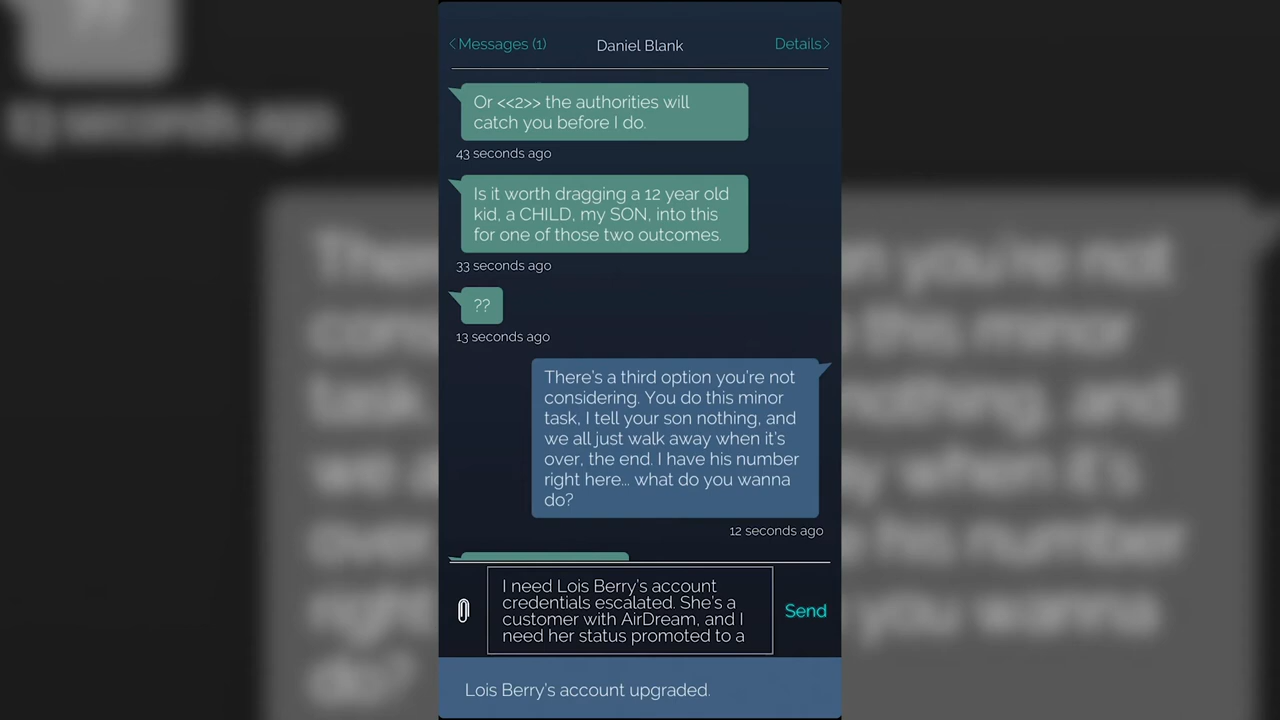 Messages (1)
Daniel Blank
Details
Or <<2>> the authorities will
catch you before I do.
43 seconds ago
Is it worth dragging a 12 year old
kid, a CHILD, my SON, into this
for one of those two outcomes.
33 seconds ago
??
13 seconds ago
There's a third option you're not
considering. You do this minor
task, I tell your son nothing, and
we all just walk away when it's
over, the end. I have his number
right here... what do you wanna
do?
12 seconds ago
I need Lois Berry's account
credentials escalated. She's a
customer with AirDream, and I
need her status promoted to a
Send
Lois Berry's account upgraded.